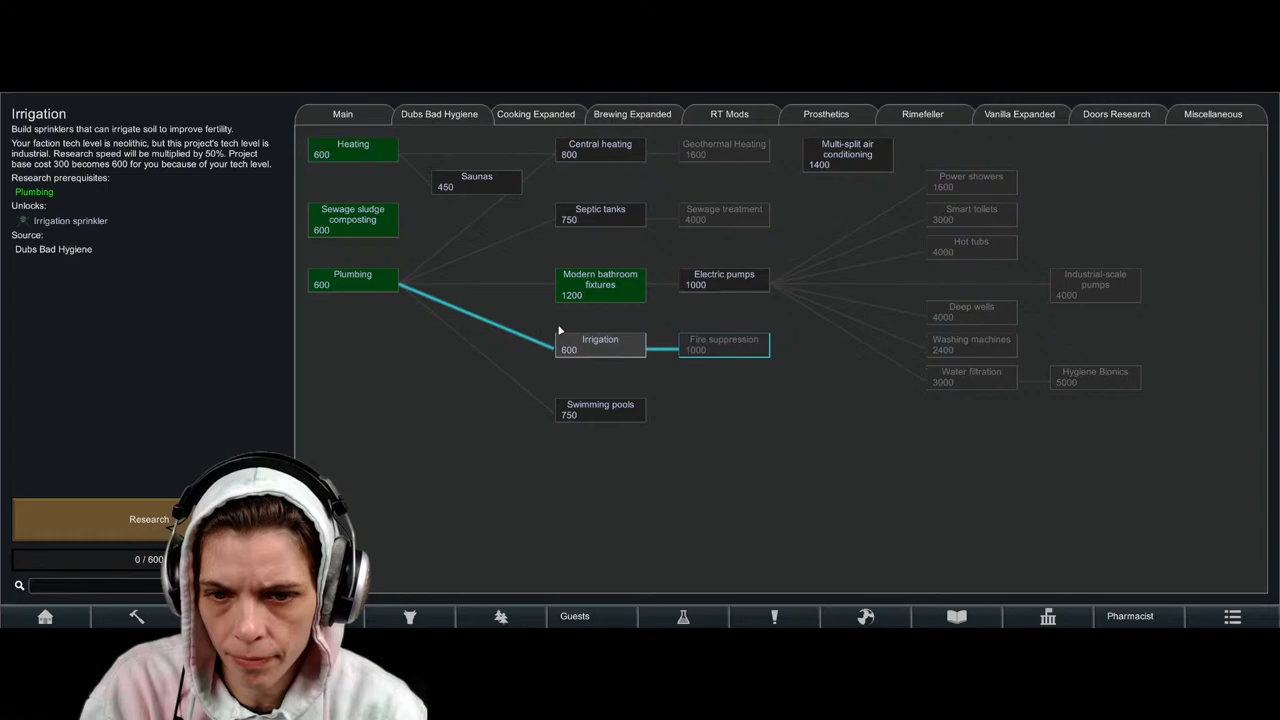 Main
Dubs Bad Hygiene
Cooking Expanded
Brewing Expanded
RT Mods
Prosthetics
Rimefeller
Vanilla Expanded
Doors Research
Miscellaneous
Irrigation
Build sprinklers that can irrigate soil to improve fertility.
Your faction tech level is neolithic, but this project's tech level is
industrial. Research speed will be multiplied by 50%. Project
base cost 300 becomes 600 for you because of your tech level.
Research prerequisites:
Plumbing
Unlocks:
Irrigation sprinkler
Source:
Dubs Bad Hygiene
Heating
600
Saunas
450
Central heating
800
Geothermal Heating
1600
Multi-split air
conditioning
1400
Sewage sludge
composting
600
Septic tanks
750
Sewage treatment
4000
Power showers
1600
Smart toilets
3000
Hot tubs
4000
Plumbing
600
Modern bathroom
fixtures
1200
Electric pumps
1000
Industrial-scale
pumps
4000
Deep wells
4000
Irrigation
600
Fire suppression
1000
Washing machines
2400
Water filtration
3000
Hygiene Bionics
5000
Swimming pools
750
Research
0 / 600
Guests
Pharmacist